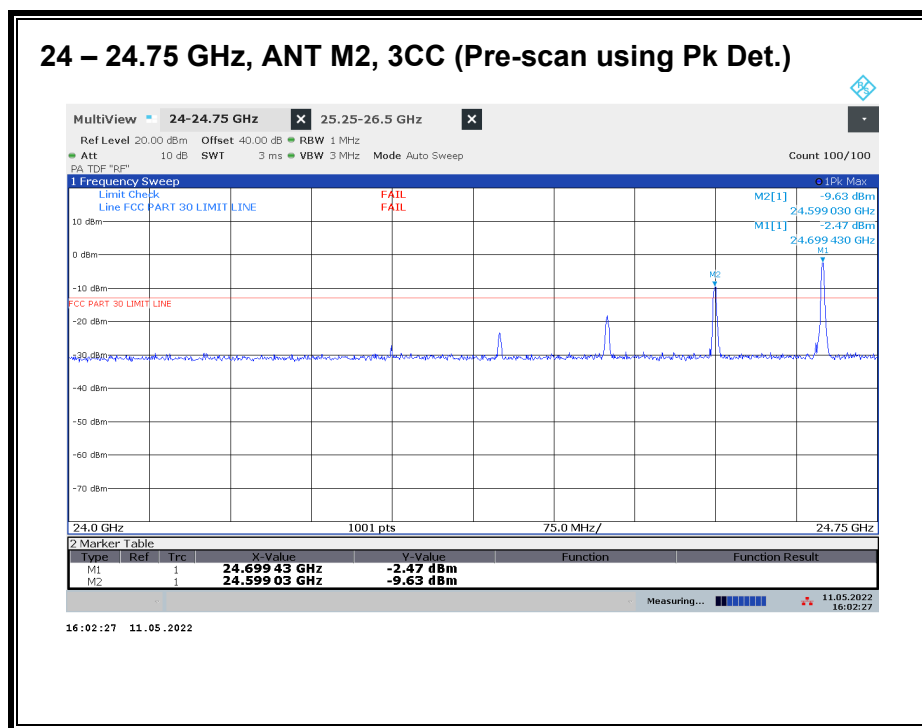 24 – 24.75 GHz, ANT M2, 3CC (Pre-scan using Pk Det.)
R S
MultiView 24-24.75 GHz X 25.25-26.5 GHz X
Ref Level 20.00 dBm Offset 40.00 dB RBW 1 MHz
Att 10 dB SWT 3 ms VBW 3 MHz Mode Auto Sweep Count 100/100
PA TDF "RF"
1 Frequency Sweep 1Pk Max
Limit Check FAIL M2[1] -9.63 dBm
Line FCC PART 30 LIMIT LINE FAIL 24.599 030 GHz
10 dBm M1[1] -2.47 dBm
24.699 430 GHz
0 dBm M1
M2
-10 dBm
FCC PART 30 LIMIT LINE
-20 dBm
-30 dBm
-40 dBm
-50 dBm
-60 dBm
-70 dBm
24.0 GHz 1001 pts 75.0 MHz/ 24.75 GHz
2 Marker Table
Type Ref Trc X-Value Y-Value Function Function Result
M1 1 24.699 43 GHz -2.47 dBm
M2 1 24.599 03 GHz -9.63 dBm
Measuring... 11.05.2022
16:02:27
16:02:27 11.05.2022